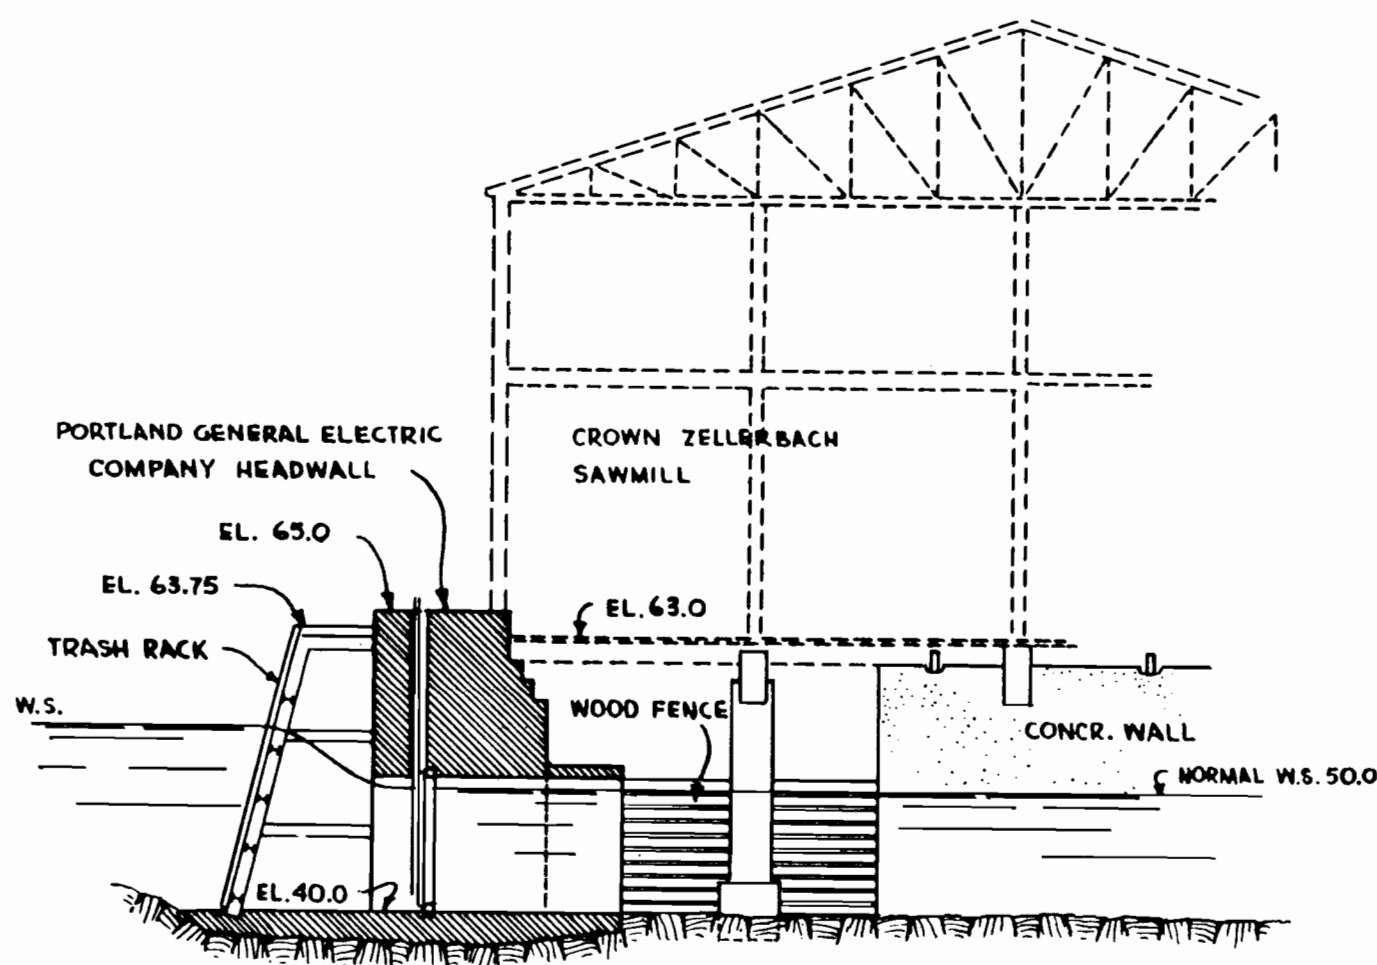 PORTLAND GENERAL ELECTRIC
COMPANY HEADWALL
CROWN ZELLERBACH
SAWMILL
EL. 65.0
EL. 63.75
EL. 63.0
TRASH RACK
W.S.
WOOD FENCE
CONCR. WALL
NORMAL W.S. 50.0
EL. 40.0